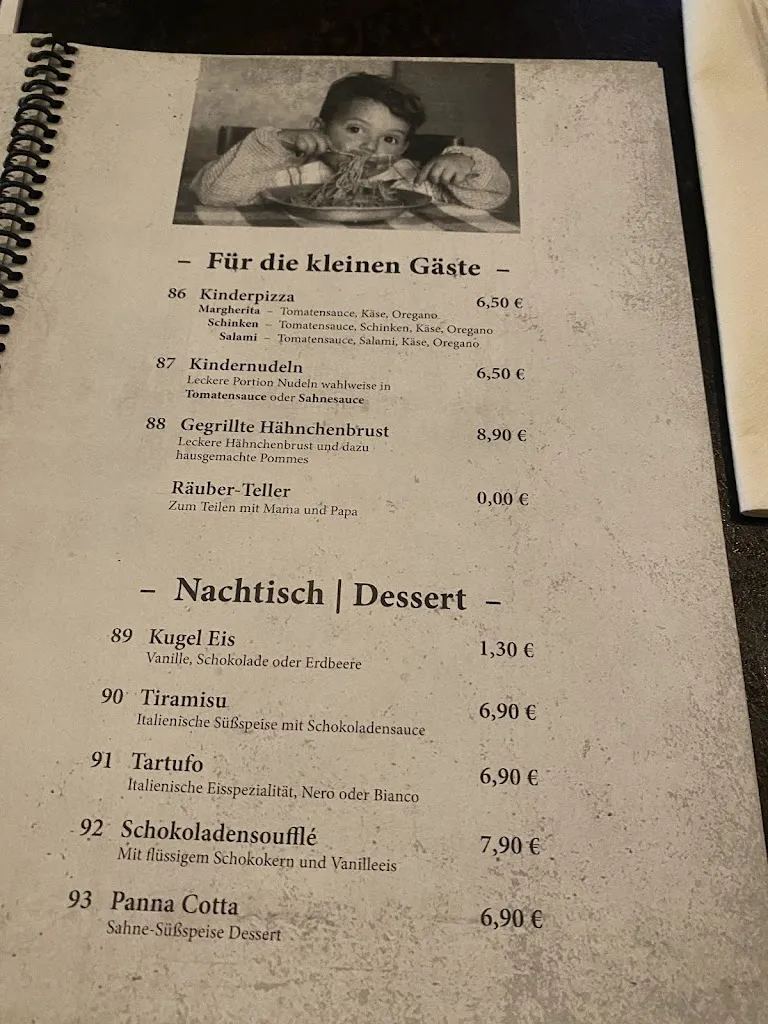 – Für die kleinen Gäste –
86 Kinderpizza 6,50 €
Margherita – Tomatensauce, Käse, Oregano
Schinken – Tomatensauce, Schinken, Käse, Oregano
Salami – Tomatensauce, Salami, Käse, Oregano
87 Kindernudeln 6,50 €
Leckere Portion Nudeln wahlweise in
Tomatensauce oder Sahnesauce
88 Gegrillte Hähnchenbrust 8,90 €
Leckere Hähnchenbrust und dazu
hausgemachte Pommes
Räuber-Teller 0,00 €
Zum Teilen mit Mama und Papa
– Nachtisch | Dessert –
89 Kugel Eis 1,30 €
Vanille, Schokolade oder Erdbeere
90 Tiramisu 6,90 €
Italienische Süßspeise mit Schokoladensauce
91 Tartufo 6,90 €
Italienische Eisspezialität, Nero oder Bianco
92 Schokoladensoufflé 7,90 €
Mit flüssigem Schokokern und Vanilleeis
93 Panna Cotta 6,90 €
Sahne-Süßspeise Dessert